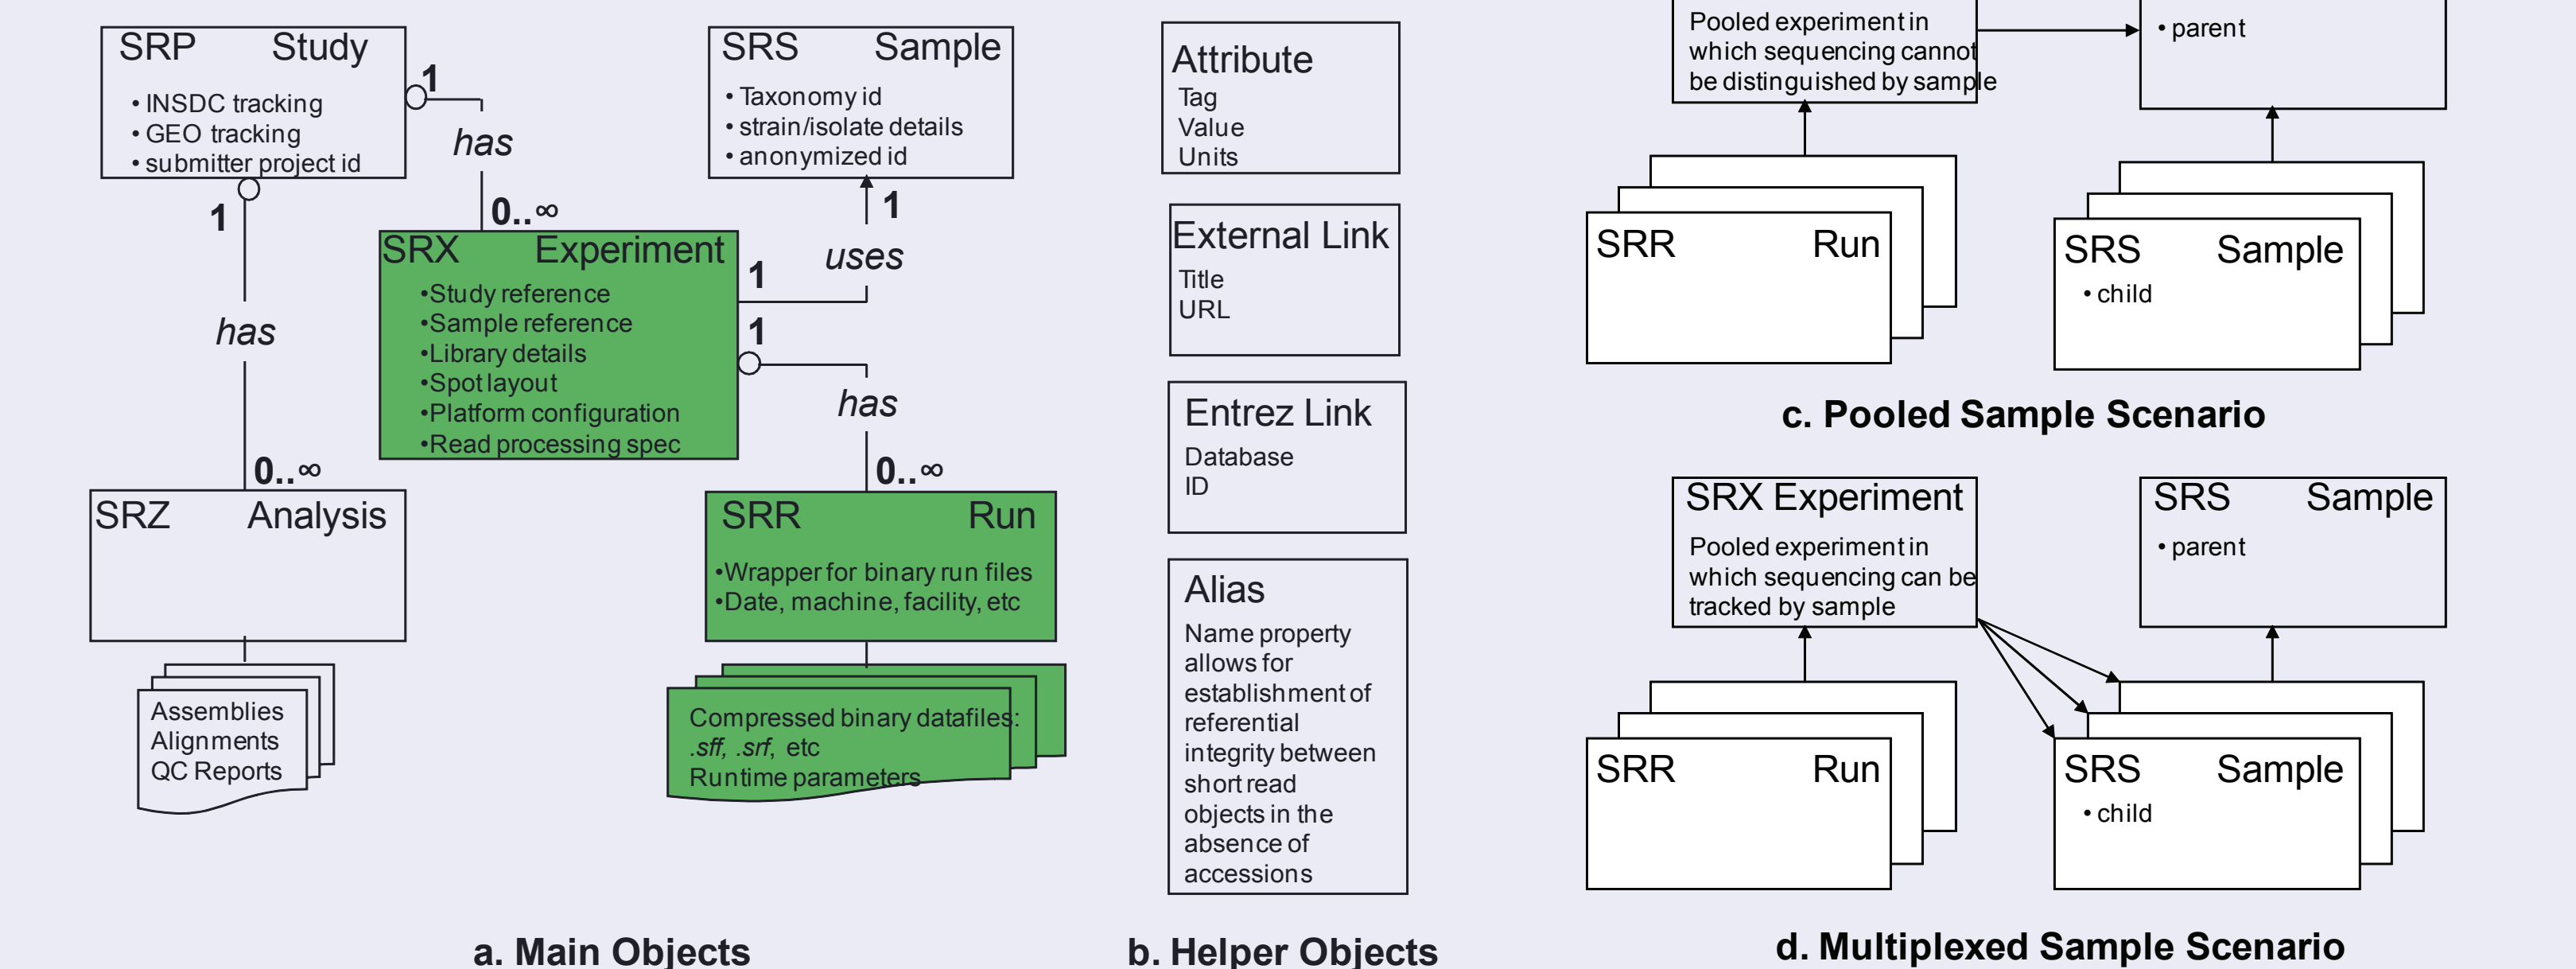 SRP Study
• INSDC tracking
• GEO tracking
• submitter project id
1
has
0..∞
1
has
0..∞
SRS Sample
• Taxonomy id
• strain/isolate details
• anonymized id
1
uses
1
SRX Experiment
•Study reference
•Sample reference
•Library details
•Spot layout
•Platform configuration
•Read processing spec
1
has
0..∞
SRZ Analysis
Assemblies
Alignments
QC Reports
SRR Run
•Wrapper for binary run files
•Date, machine, facility, etc
Compressed binary datafiles:
.sff, .srf, etc
Runtime parameters
a. Main Objects
Attribute
Tag
Value
Units
External Link
Title
URL
Entrez Link
Database
ID
Alias
Name property
allows for
establishment of
referential
integrity between
short read
objects in the
absence of
accessions
b. Helper Objects
Pooled experiment in
which sequencing cannot
be distinguished by sample
• parent
SRR Run
SRS Sample
• child
c. Pooled Sample Scenario
SRX Experiment
Pooled experiment in
which sequencing can be
tracked by sample
SRS Sample
• parent
SRR Run
SRS Sample
• child
d. Multiplexed Sample Scenario